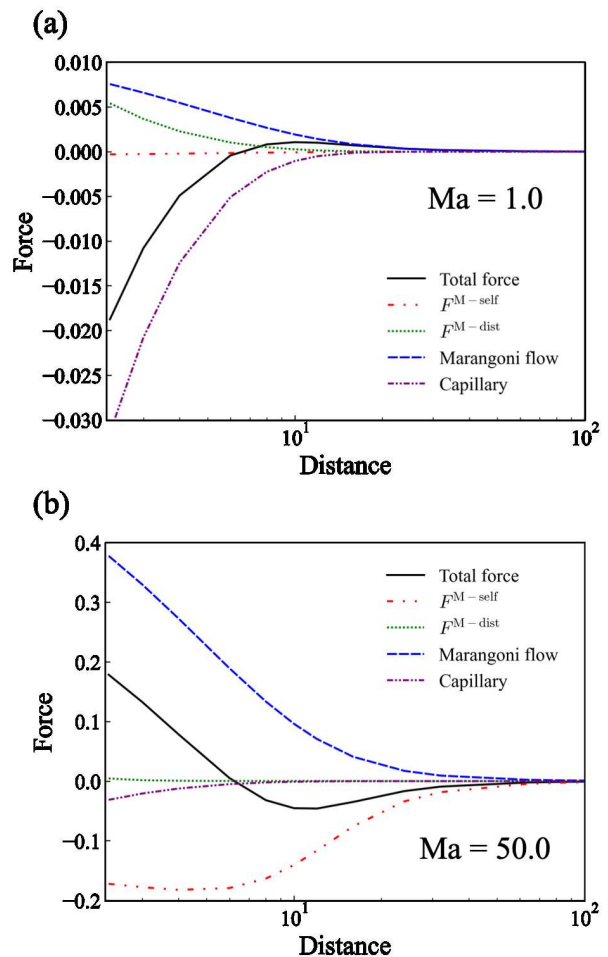 (a)
0.010
0.005
0.000
−0.005
−0.010
−0.015
−0.020
−0.025
−0.030
Force
Ma = 1.0
Total force
F^{M−self}
F^{M−dist}
Marangoni flow
Capillary
10^1
10^2
Distance
(b)
0.4
0.3
0.2
0.1
0.0
−0.1
−0.2
Force
Total force
F^{M−self}
F^{M−dist}
Marangoni flow
Capillary
Ma = 50.0
10^1
10^2
Distance